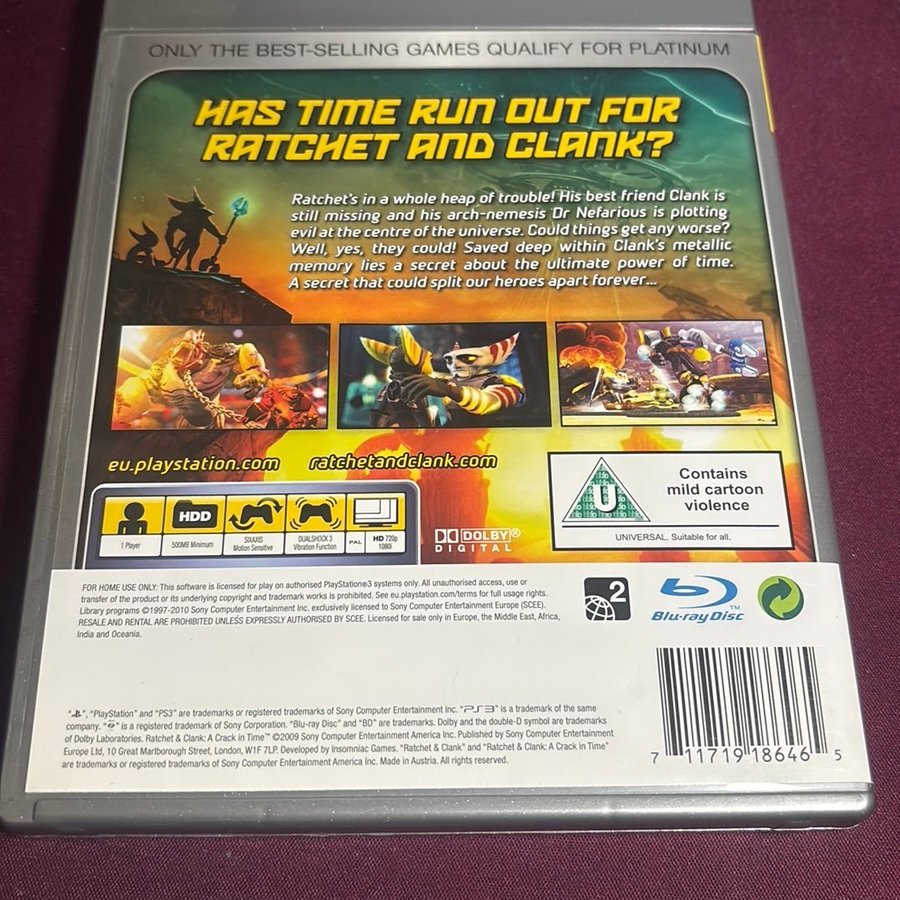 ONLY THE BEST-SELLING GAMES QUALIFY FOR PLATINUM
HAS TIME RUN OUT FOR
RATCHET AND CLANK?
Ratchet's in a whole heap of trouble! His best friend Clank is
still missing and his arch-nemesis Dr Nefarious is plotting
evil at the centre of the universe. Could things get any worse?
Well, yes, they could! Saved deep within Clank's metallic
memory lies a secret about the ultimate power of time.
A secret that could split our heroes apart forever...
eu.playstation.com
ratchetandclank.com
U
Contains
mild cartoon
violence
UNIVERSAL. Suitable for all.
HDD
1 Player
500MB Minimum
SIXAXIS
Motion Sensitive
DUALSHOCK 3
Vibration Function
PAL
HD 720p
1080i
DOLBY®
DIGITAL
FOR HOME USE ONLY: This software is licensed for play on authorised PlayStation®3 systems only. All unauthorised access, use or
transfer of the product or its underlying copyright and trademark works is prohibited. See eu.playstation.com/terms for full usage rights.
Library programs ©1997-2010 Sony Computer Entertainment Inc. exclusively licensed to Sony Computer Entertainment Europe (SCEE).
RESALE AND RENTAL ARE PROHIBITED UNLESS EXPRESSLY AUTHORISED BY SCEE. Licensed for sale only in Europe, the Middle East, Africa,
India and Oceania.
2
Blu-ray Disc™
" ", "PlayStation" and "PS3" are trademarks or registered trademarks of Sony Computer Entertainment Inc. "PS3" is a trademark of the same
company. " " is a registered trademark of Sony Corporation. "Blu-ray Disc" and "BD" are trademarks. Dolby and the double-D symbol are trademarks
of Dolby Laboratories. Ratchet & Clank: A Crack in Time™ ©2009 Sony Computer Entertainment America Inc. Published by Sony Computer Entertainment
Europe Ltd, 10 Great Marlborough Street, London, W1F 7LP. Developed by Insomniac Games. "Ratchet & Clank" and "Ratchet & Clank: A Crack in Time"
are trademarks or registered trademarks of Sony Computer Entertainment America Inc. Made in Austria. All rights reserved.
7 11719 18646 5